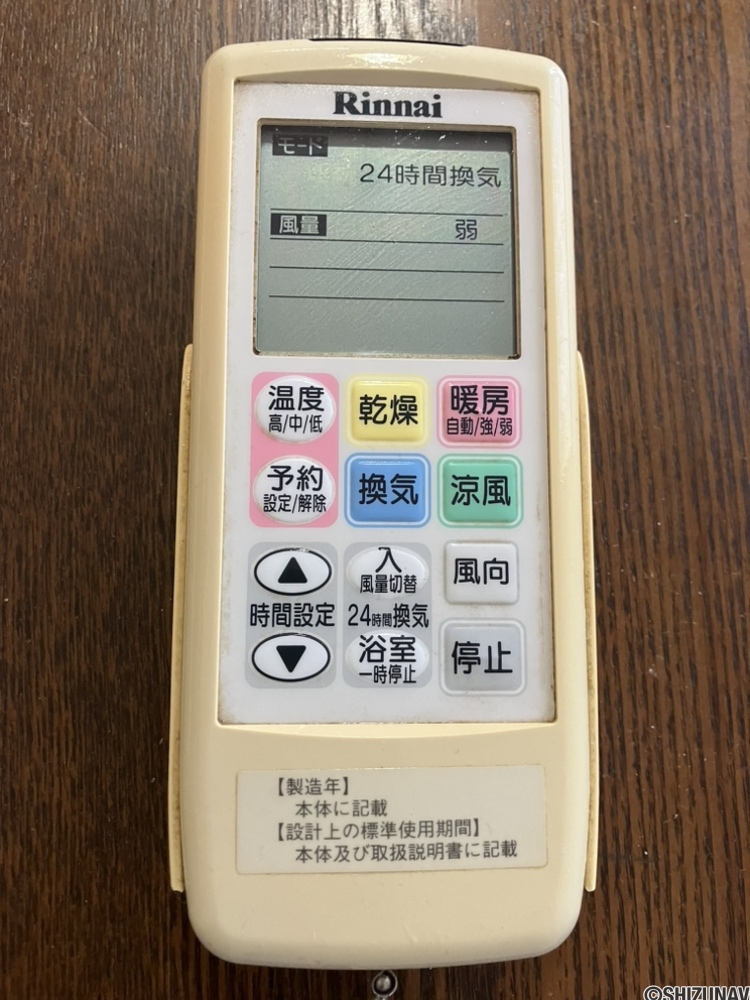 Rinnai
モード
24時間換気
風量 弱
温度
高/中/低
乾燥
暖房
自動/強/弱
予約
設定/解除
換気
涼風
▲
入
風量切替
風向
時間設定
24時間換気
▼
浴室
一時停止
停止
【製造年】
本体に記載
【設計上の標準使用期間】
本体及び取扱説明書に記載
©SHIZUNAV